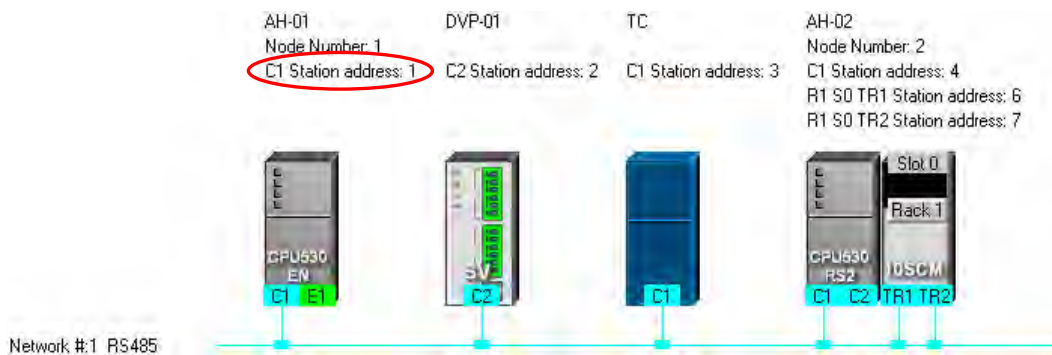 AH-01
Node Number: 1
C1 Station address: 1
DVP-01
C2 Station address: 2
TC
C1 Station address: 3
AH-02
Node Number: 2
C1 Station address: 4
R1 S0 TR1 Station address: 6
R1 S0 TR2 Station address: 7
CPU530
EN
C1 E1
SV
C2
C1
CPU530
RS2
C1 C2
Slot 0
Rack 1
10SCM
TR1 TR2
Network #:1 RS485